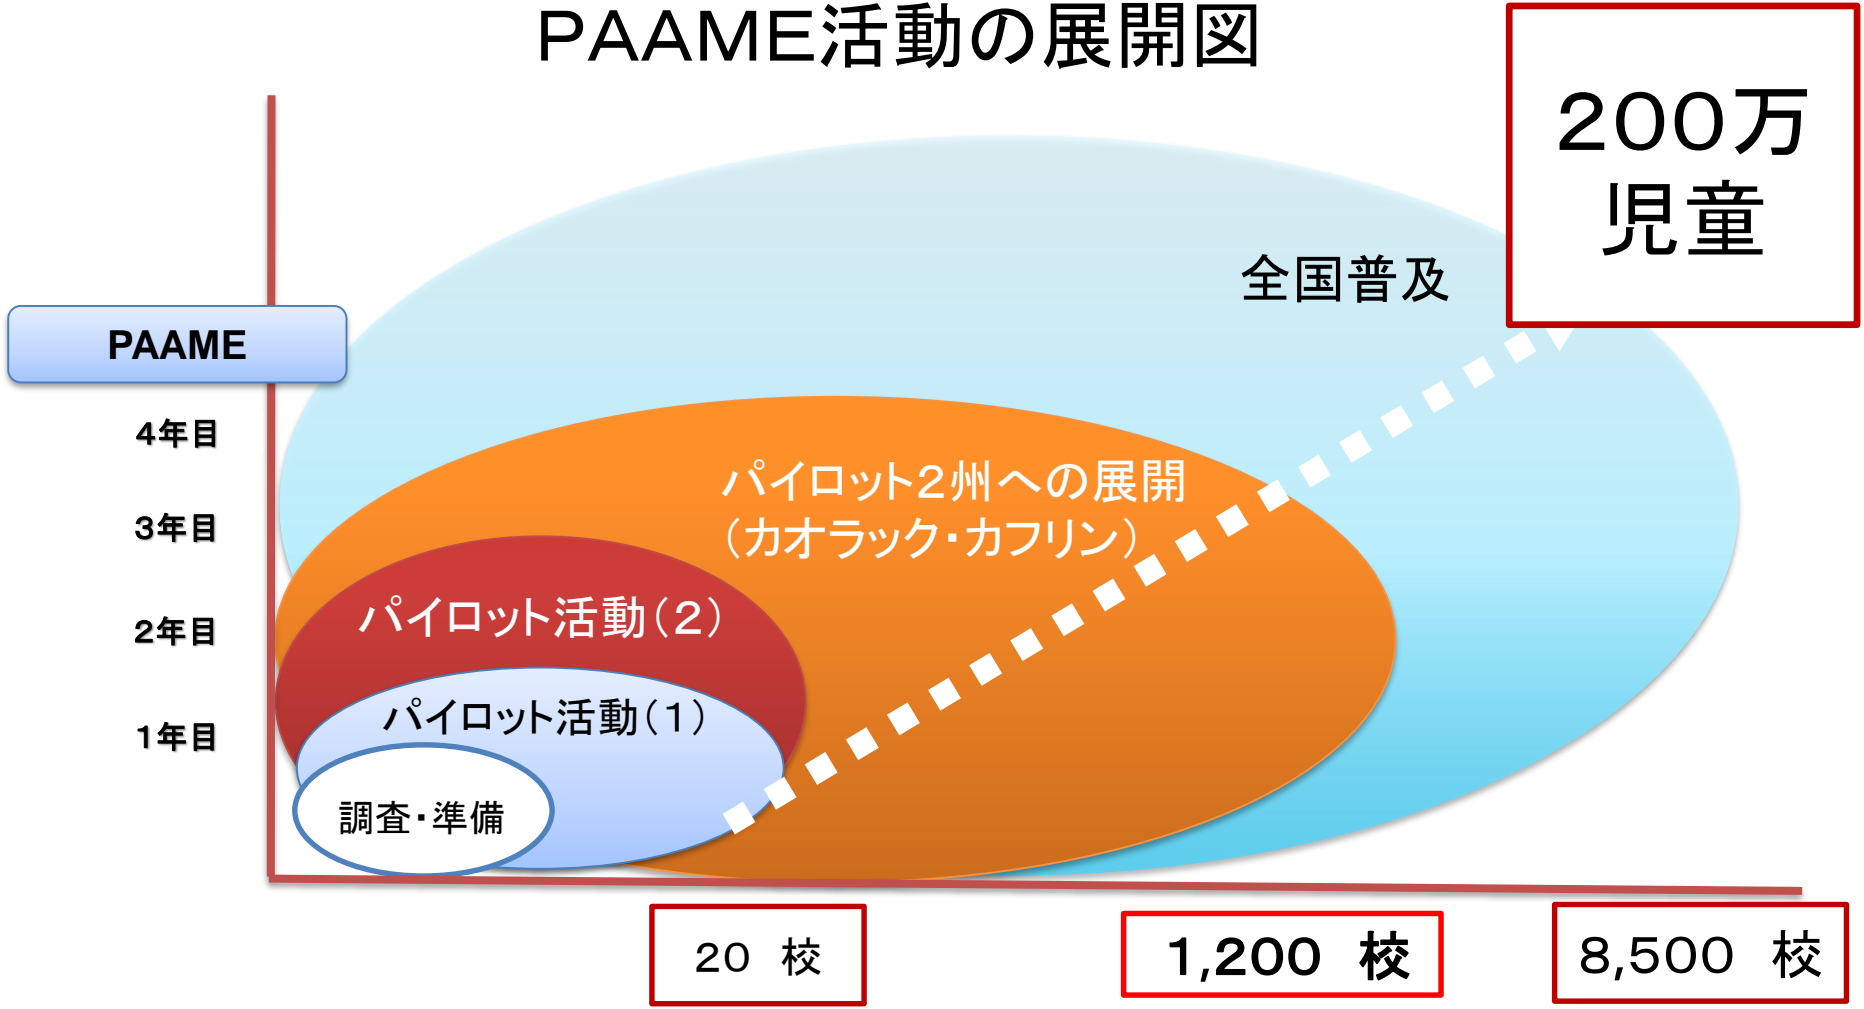 PAAME活動の展開図
200万
児童
全国普及
PAAME
4年目
パイロット2州への展開
(カオラック・カフリン)
3年目
パイロット活動(2)
2年目
パイロット活動(1)
1年目
調査・準備
20 校
1,200 校
8,500 校